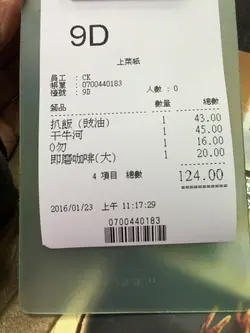 9D
上菜紙
員工 : CK
帳單 : 0700440183
檯號 : 9D 人數 : 0
貨品 數量 總數
扒飯 (豉油) 1 43.00
干牛河 1 45.00
0勿 1 16.00
即磨咖啡(大) 1 20.00
4 項目 總數 124.00
2016/01/23 上午 11:17:29
0700440183